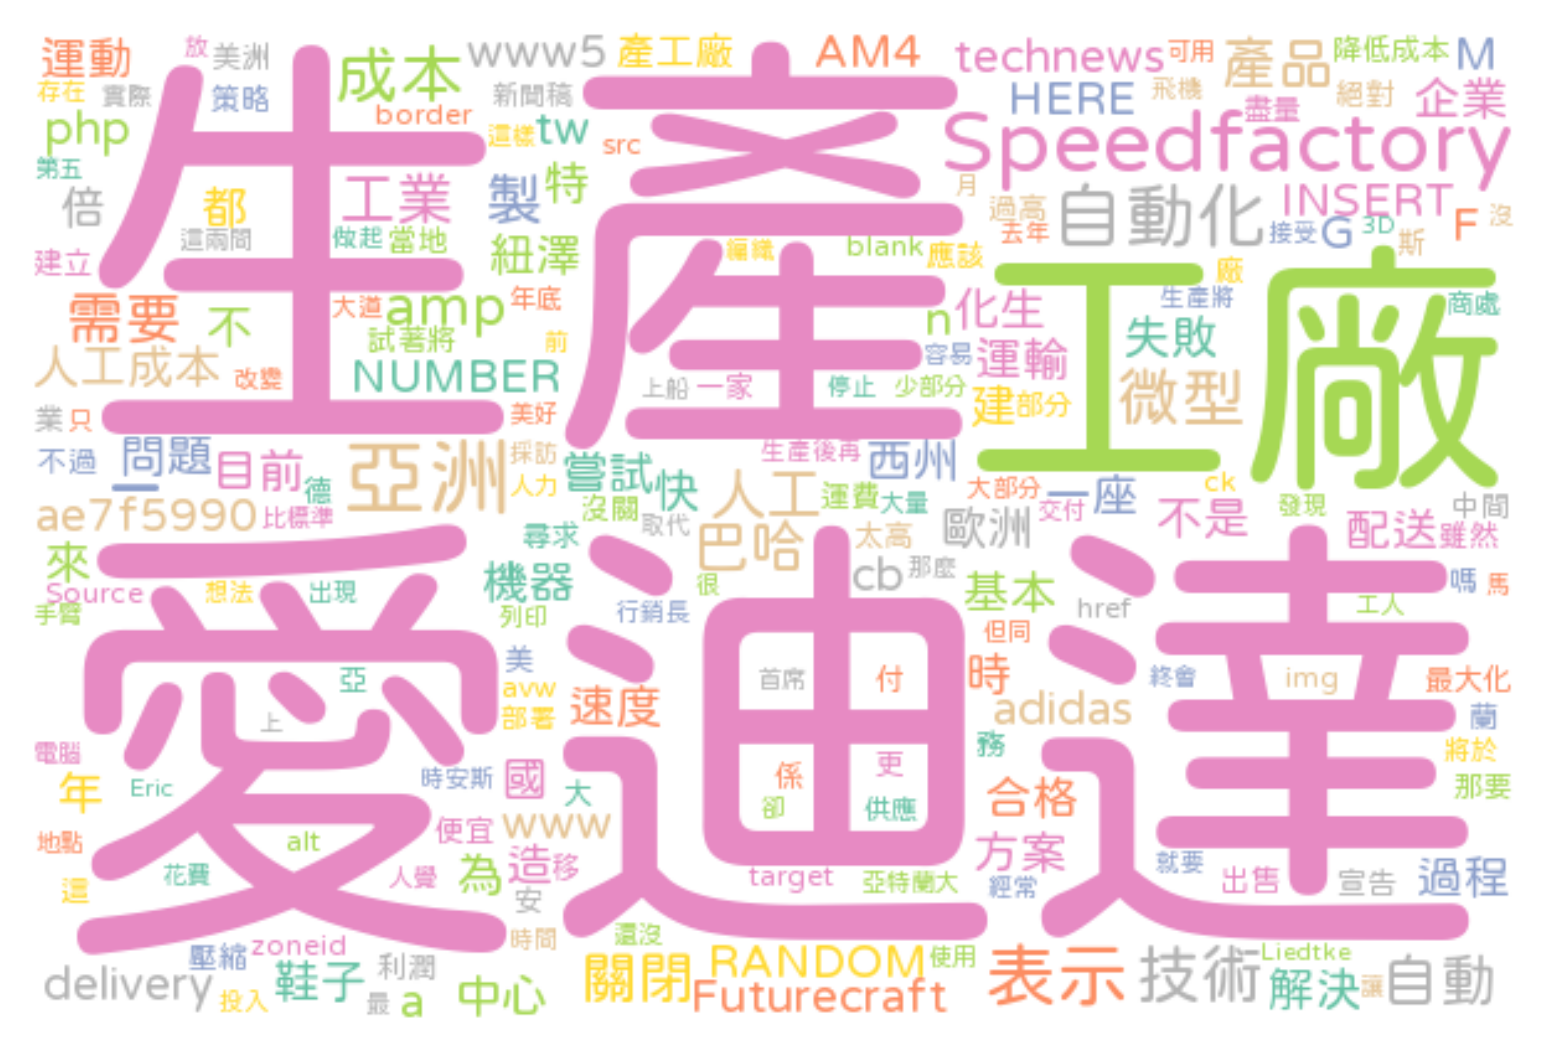 運動 放 美洲 成本 www5 產工廠 AM4 technews 可用 產品 降低成本 M
存在 實際 策略 border 新聞稿 HERE 飛機 盡量 絕對 企業
php 這樣 tw src Speedfactory
第五 倍 都 工業 製 特 月 過高 自動化 INSERT
這兩間 做起 當地 紐澤 編織 blank 應該 去年 接受 G 3D 斯 F 沒
生產
建立 大道 amp 年底 化生 廠 生產將 商處
工廠
需要 不 試著將 前 n 容易 運輸 失敗
人工成本 改變 NUMBER 上船 一家 停止 少部分 建 部分 微型
業 只 美好
不過 一 問題 目前 亞洲 採訪 嘗試 生產後再 西州
德 人力 快 人工 運費 大量 大部分 一座 ck
ae7f5990 比標準 沒關 取代 巴哈 太高 歐洲 交付 不是 發現 中間 配送 雖然
來 尋求 cb 那麼
愛迪達
Source 想法 出現 機器 很 基本 href 嗎 馬
手臂 列印 行銷長 但同 工人
亞 美 首席 付 時 終會 img 最大化
上 avw 部署 速度 adidas 蘭
電腦 務 將於
年 Eric 時安斯 國 大 係 更 合格 那要
地點 alt 便宜 www 卻 供應 方案
這 花費 人覺 為 造 移 target 亞特蘭大 經常 就要 出售 宣告 過程
安 時間 還沒
壓縮 zoneid 利潤 關閉 RANDOM 使用 表示 技術 Liedtke 自動
delivery 投入 鞋子 最 a 中心 Futurecraft 解決 讓